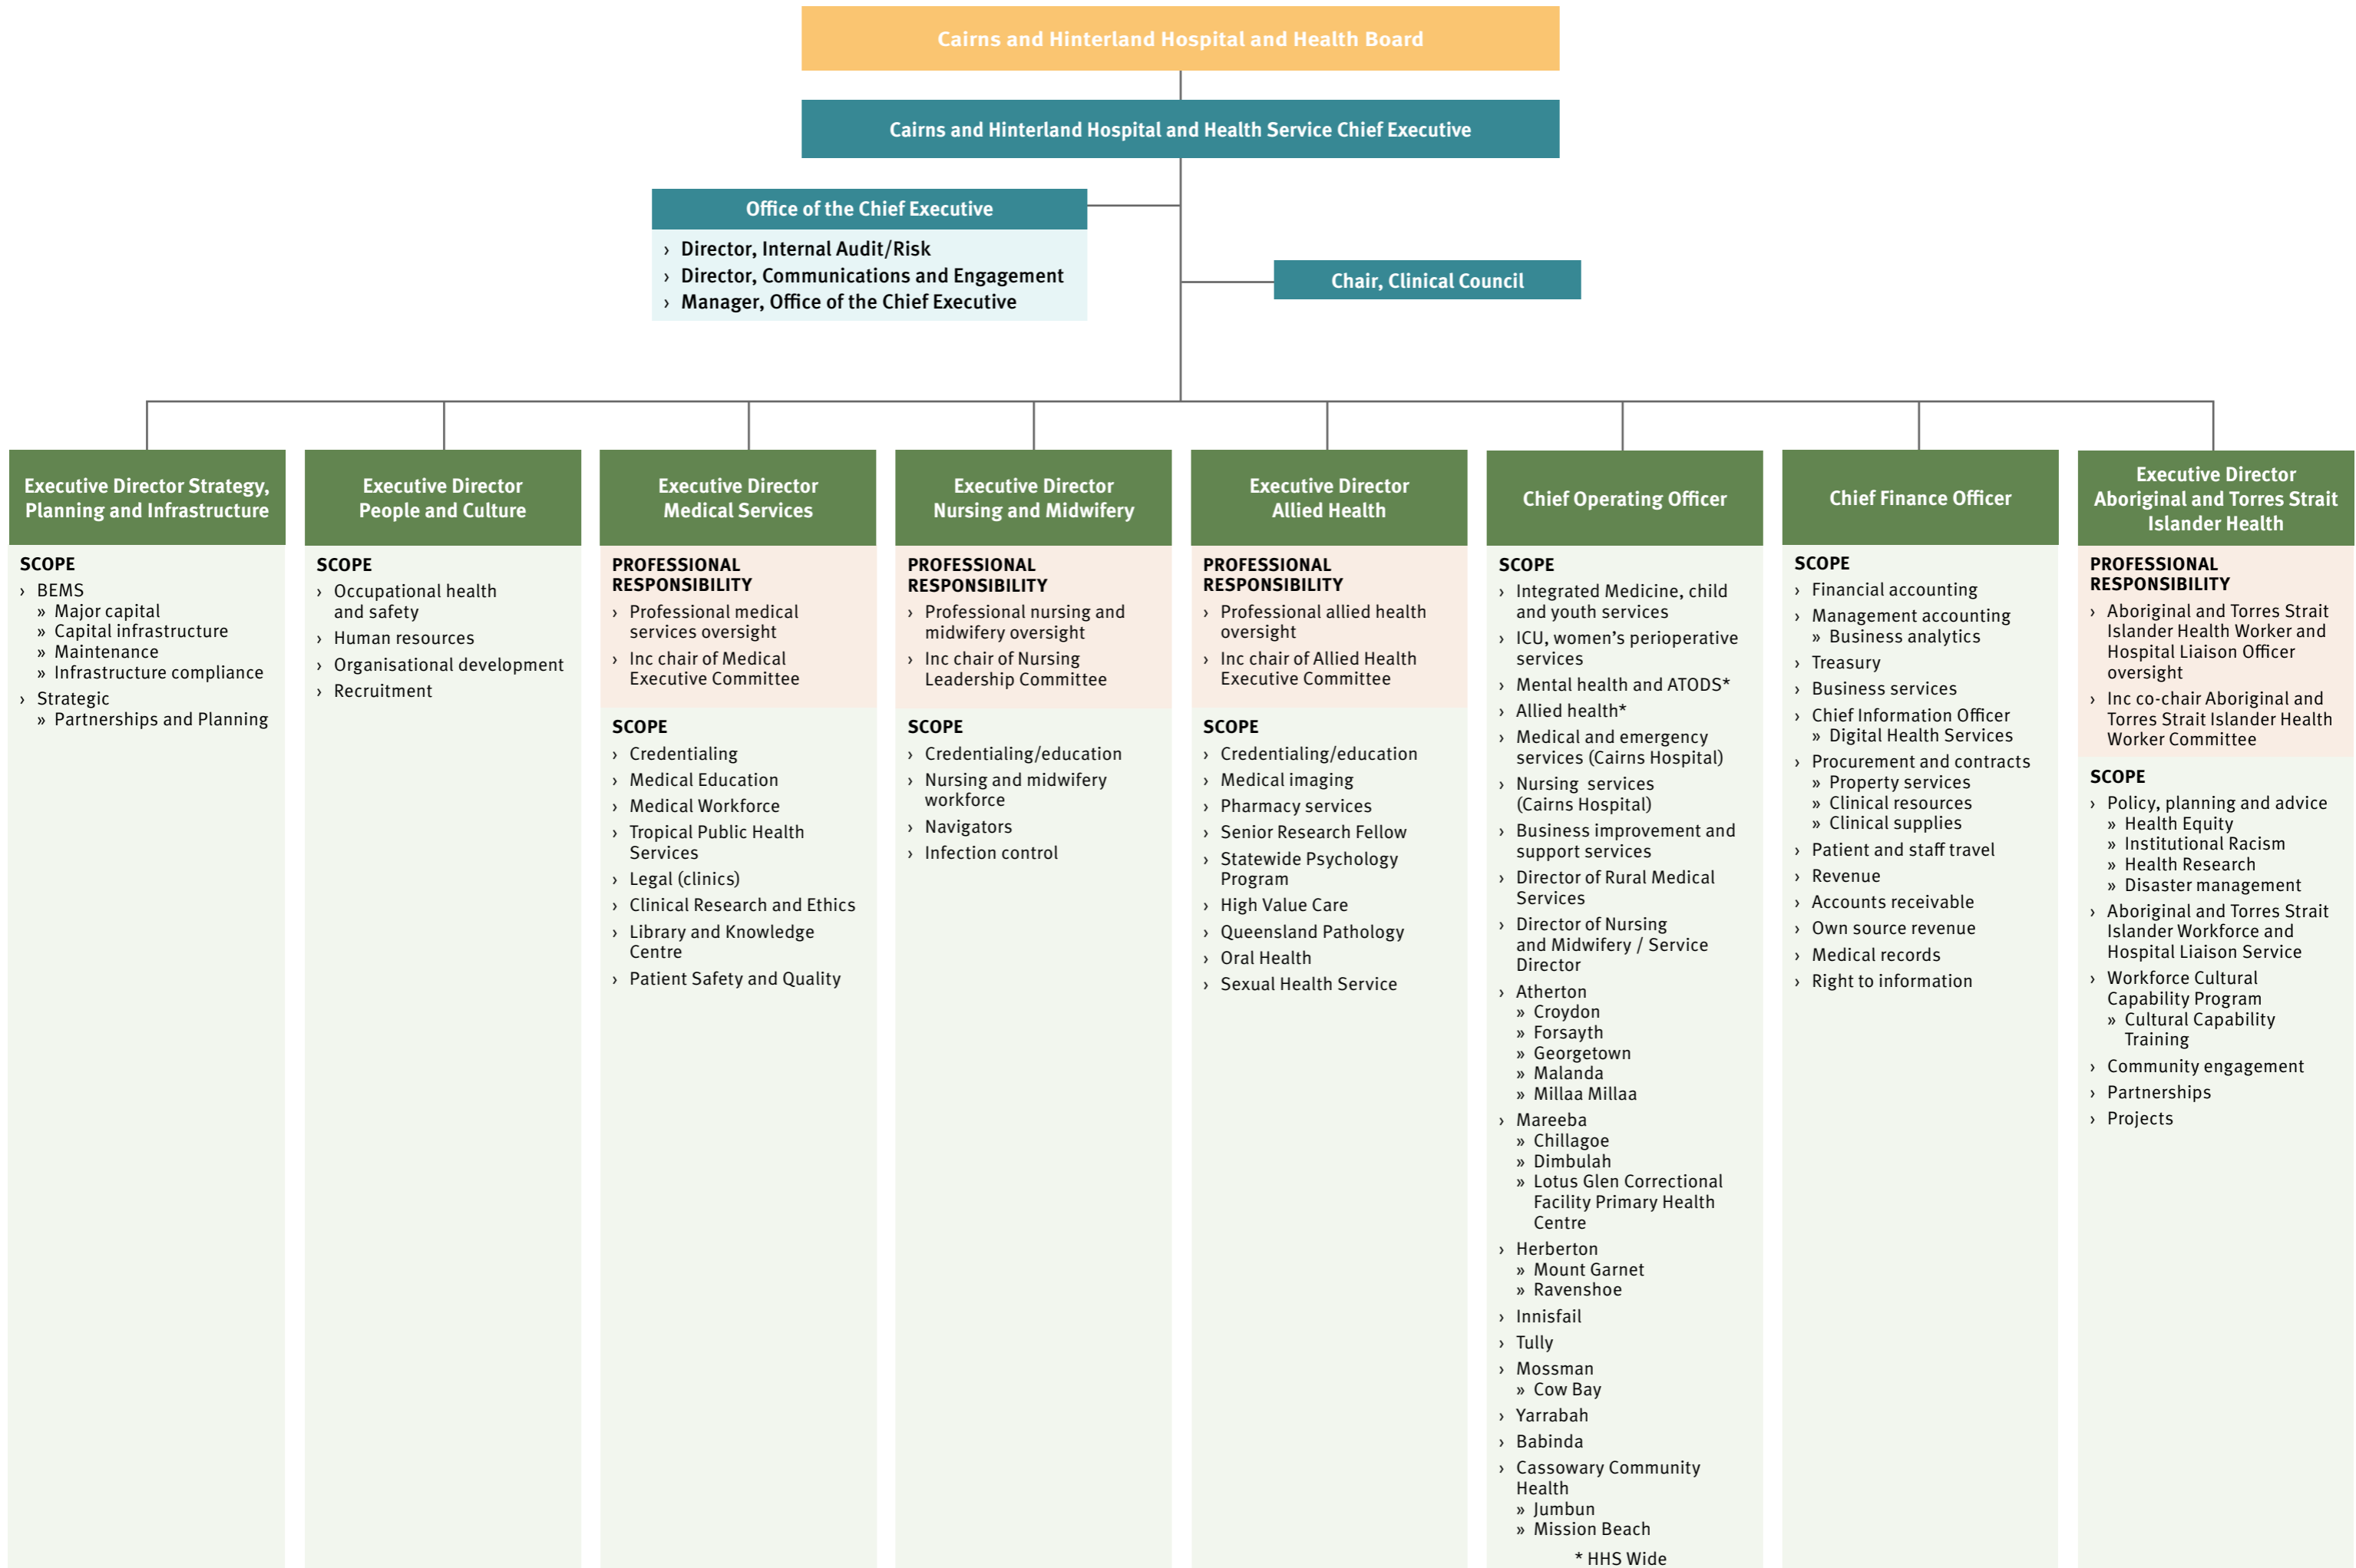 Cairns and Hinterland Hospital and Health Board
Cairns and Hinterland Hospital and Health Service Chief Executive
Office of the Chief Executive
› Director, Internal Audit/Risk
› Director, Communications and Engagement
› Manager, Office of the Chief Executive
Chair, Clinical Council
Executive Director Strategy,
Planning and Infrastructure
SCOPE
› BEMS
» Major capital
» Capital infrastructure
» Maintenance
» Infrastructure compliance
› Strategic
» Partnerships and Planning
Executive Director
People and Culture
SCOPE
› Occupational health
and safety
› Human resources
› Organisational development
› Recruitment
Executive Director
Medical Services
PROFESSIONAL
RESPONSIBILITY
› Professional medical
services oversight
› Inc chair of Medical
Executive Committee
SCOPE
› Credentialing
› Medical Education
› Medical Workforce
› Tropical Public Health
Services
› Legal (clinics)
› Clinical Research and Ethics
› Library and Knowledge
Centre
› Patient Safety and Quality
Executive Director
Nursing and Midwifery
PROFESSIONAL
RESPONSIBILITY
› Professional nursing and
midwifery oversight
› Inc chair of Nursing
Leadership Committee
SCOPE
› Credentialing/education
› Nursing and midwifery
workforce
› Navigators
› Infection control
Executive Director
Allied Health
PROFESSIONAL
RESPONSIBILITY
› Professional allied health
oversight
› Inc chair of Allied Health
Executive Committee
SCOPE
› Credentialing/education
› Medical imaging
› Pharmacy services
› Senior Research Fellow
› Statewide Psychology
Program
› High Value Care
› Queensland Pathology
› Oral Health
› Sexual Health Service
Chief Operating Officer
SCOPE
› Integrated Medicine, child
and youth services
› ICU, women's perioperative
services
› Mental health and ATODS*
› Allied health*
› Medical and emergency
services (Cairns Hospital)
› Nursing services
(Cairns Hospital)
› Business improvement and
support services
› Director of Rural Medical
Services
› Director of Nursing
and Midwifery / Service
Director
› Atherton
» Croydon
» Forsayth
» Georgetown
» Malanda
» Millaa Millaa
› Mareeba
» Chillagoe
» Dimbulah
» Lotus Glen Correctional
Facility Primary Health
Centre
› Herberton
» Mount Garnet
» Ravenshoe
› Innisfail
› Tully
› Mossman
» Cow Bay
› Yarrabah
› Babinda
› Cassowary Community
Health
» Jumbun
» Mission Beach
* HHS Wide
Chief Finance Officer
SCOPE
› Financial accounting
› Management accounting
» Business analytics
› Treasury
› Business services
› Chief Information Officer
» Digital Health Services
› Procurement and contracts
» Property services
» Clinical resources
» Clinical supplies
› Patient and staff travel
› Revenue
› Accounts receivable
› Own source revenue
› Medical records
› Right to information
Executive Director
Aboriginal and Torres Strait
Islander Health
PROFESSIONAL
RESPONSIBILITY
› Aboriginal and Torres Strait
Islander Health Worker and
Hospital Liaison Officer
oversight
› Inc co-chair Aboriginal and
Torres Strait Islander Health
Worker Committee
SCOPE
› Policy, planning and advice
» Health Equity
» Institutional Racism
» Health Research
» Disaster management
› Aboriginal and Torres Strait
Islander Workforce and
Hospital Liaison Service
› Workforce Cultural
Capability Program
» Cultural Capability
Training
› Community engagement
› Partnerships
› Projects